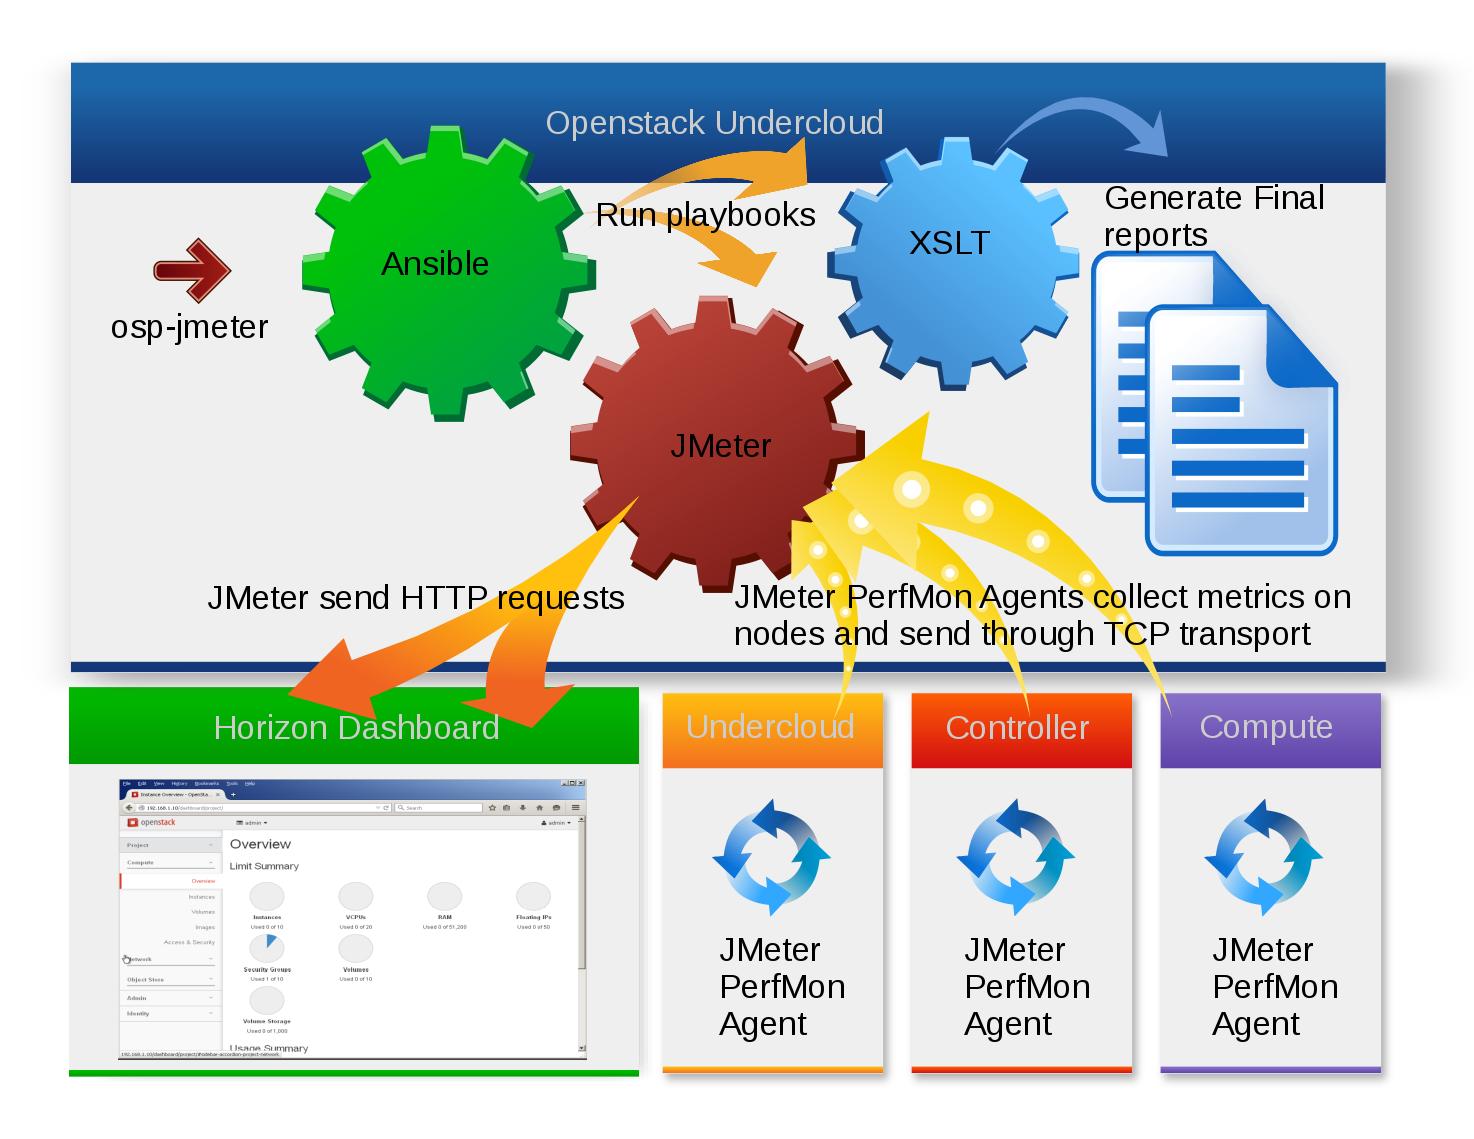 Openstack Undercloud
Ansible
Run playbooks
XSLT
Generate Final
reports
osp-jmeter
JMeter
JMeter send HTTP requests
JMeter PerfMon Agents collect metrics on
nodes and send through TCP transport
Horizon Dashboard
File Edit View History Bookmarks Tools Help
Instance Overview - OpenSta...
192.168.1.10/dashboard/project/
Search
openstack
admin
admin
Project
Compute
Overview
Instances
Volumes
Images
Access & Security
Network
Object Store
Admin
Identity
Overview
Limit Summary
Instances
Used 0 of 10
VCPUs
Used 0 of 20
RAM
Used 0 of 51,200
Floating IPs
Used 0 of 50
Security Groups
Used 1 of 10
Volumes
Used 0 of 10
Volume Storage
Used 0 of 1,000
Usage Summary
192.168.1.10/dashboard/project/#sidebar-accordion-project-network
Undercloud
JMeter
PerfMon
Agent
Controller
JMeter
PerfMon
Agent
Compute
JMeter
PerfMon
Agent